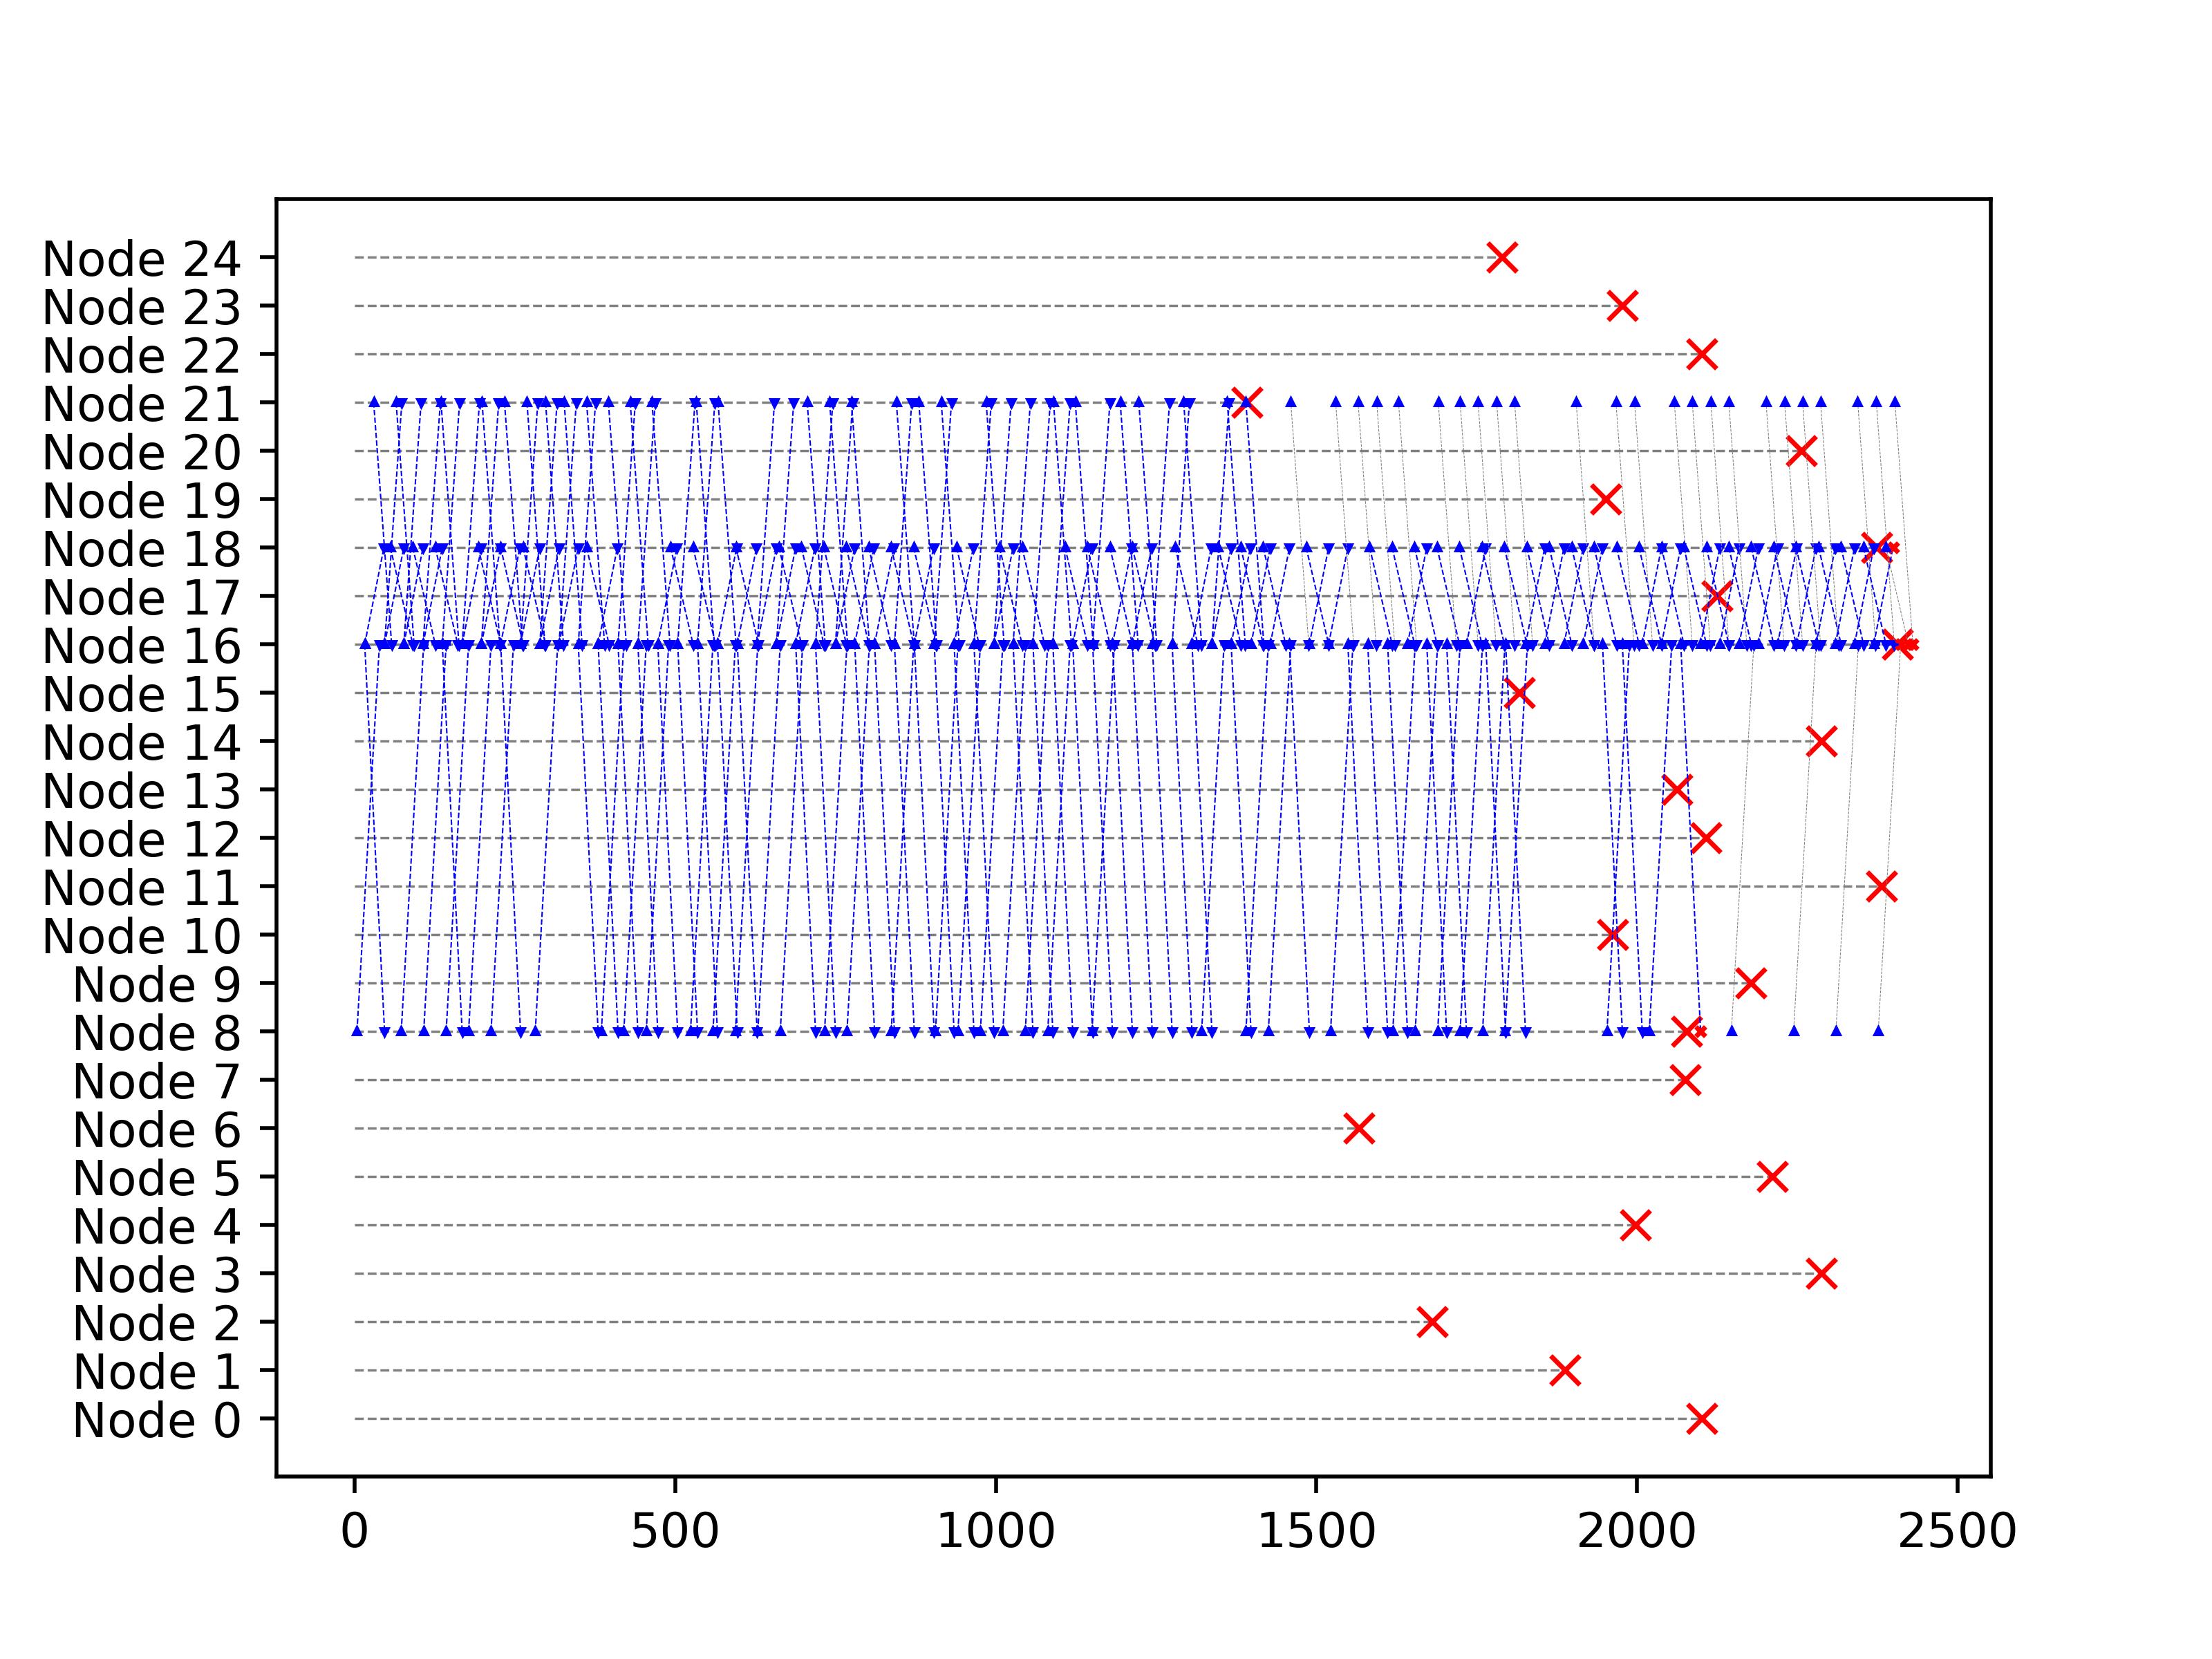 Node 24
Node 23
Node 22
Node 21
Node 20
Node 19
Node 18
Node 17
Node 16
Node 15
Node 14
Node 13
Node 12
Node 11
Node 10
Node 9
Node 8
Node 7
Node 6
Node 5
Node 4
Node 3
Node 2
Node 1
Node 0
0 500 1000 1500 2000 2500